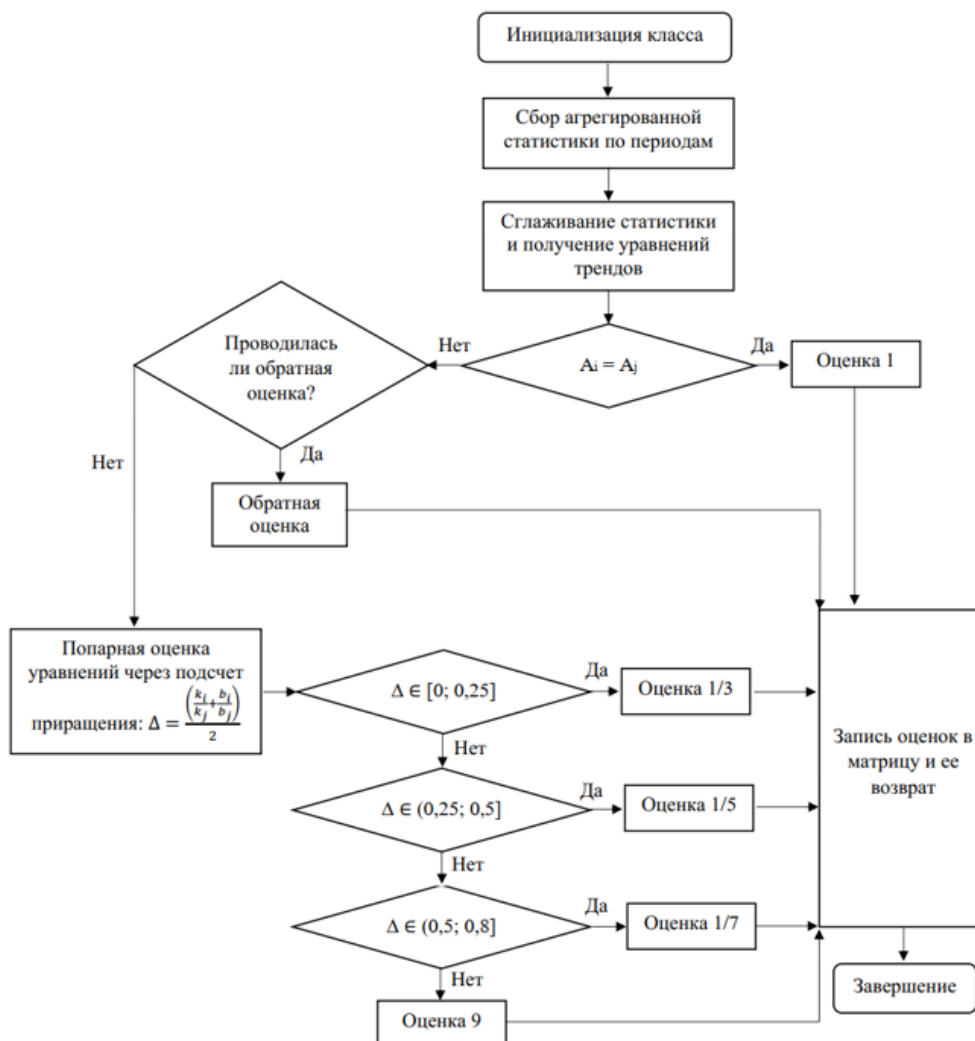 Инициализация класса
Сбор агрегированной
статистики по периодам
Сглаживание статистики
и получение уравнений
трендов
Проводилась
ли обратная
оценка?
Нет
Aᵢ = Aⱼ
Да
Оценка 1
Нет
Да
Обратная
оценка
Попарная оценка
уравнений через подсчет
приращения: Δ = (kᵢ/kⱼ + bᵢ/bⱼ)/2
Δ ∈ [0; 0,25]
Да
Оценка 1/3
Нет
Δ ∈ (0,25; 0,5]
Да
Оценка 1/5
Нет
Δ ∈ (0,5; 0,8]
Да
Оценка 1/7
Нет
Оценка 9
Запись оценок в
матрицу и ее
возврат
Завершение